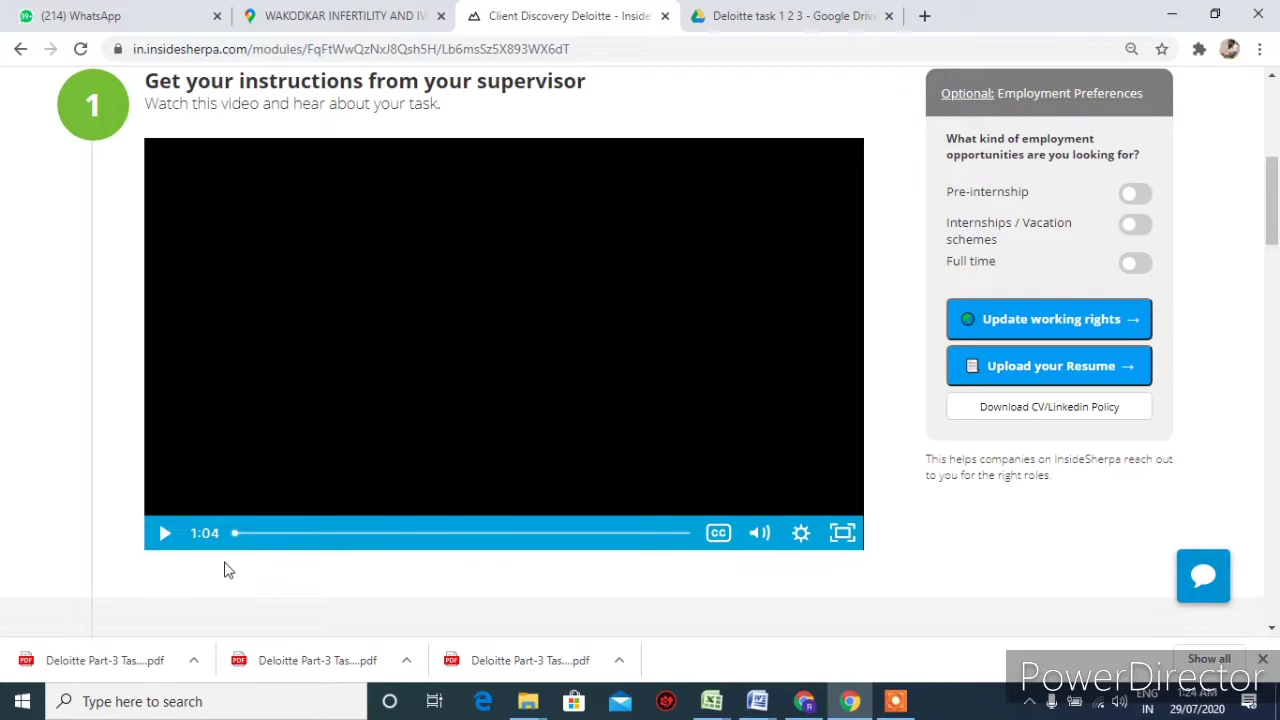 (214) WhatsApp
WAKODKAR INFERTILITY AND IV
Client Discovery Deloitte - Inside
Deloitte task 1 2 3 - Google Drive
in.insidesherpa.com/modules/FqFtWwQzNxJ8Qsh5H/Lb6msSz5X893WX6dT
1
Get your instructions from your supervisor
Watch this video and hear about your task.
1:04
CC
Optional: Employment Preferences
What kind of employment
opportunities are you looking for?
Pre-internship
Internships / Vacation
schemes
Full time
Update working rights →
Upload your Resume →
Download CV/Linkedin Policy
This helps companies on InsideSherpa reach out
to you for the right roles.
Deloitte Part-3 Tas....pdf
Deloitte Part-3 Tas....pdf
Deloitte Part-3 Tas....pdf
Show all
PowerDirector
Type here to search
ENG
IN
1:24 AM
29/07/2020